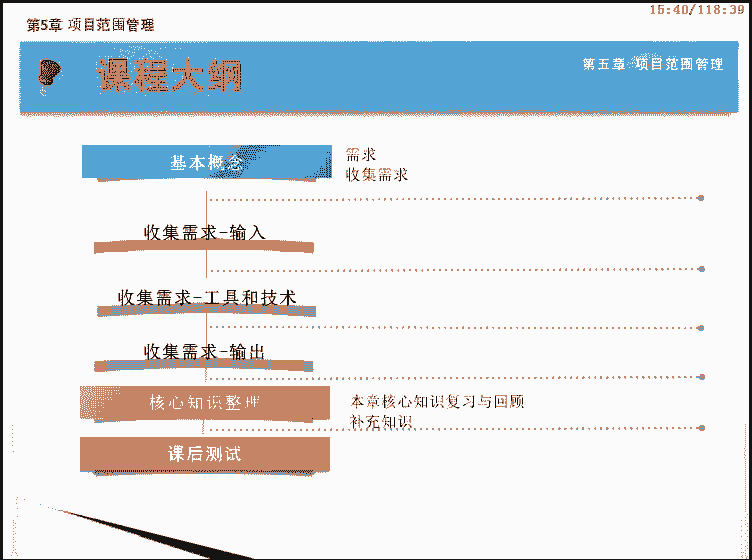 15:40/118:39
第5章 项目范围管理
课程大纲
第五章 项目范围管理
基本概念
需求
收集需求
收集需求-输入
收集需求-工具和技术
收集需求-输出
核心知识整理
本章核心知识复习与回顾
补充知识
课后测试